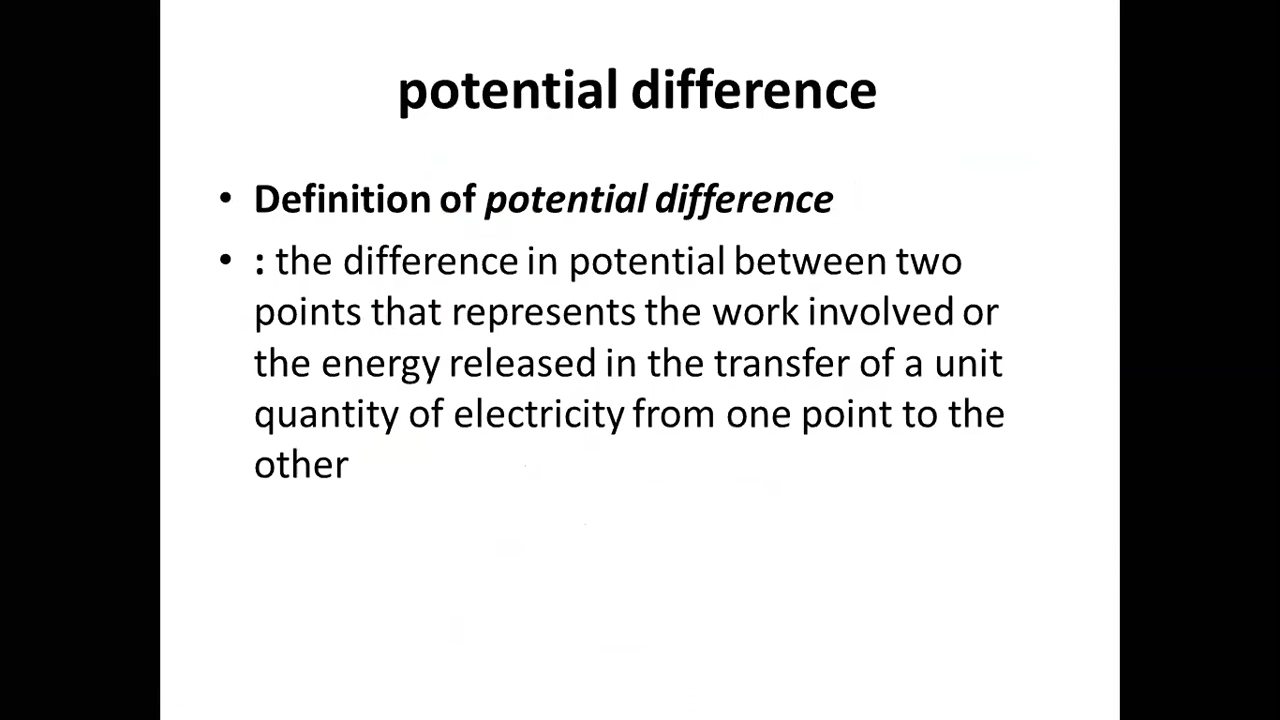 potential difference
• Definition of potential difference
• : the difference in potential between two
points that represents the work involved or
the energy released in the transfer of a unit
quantity of electricity from one point to the
other